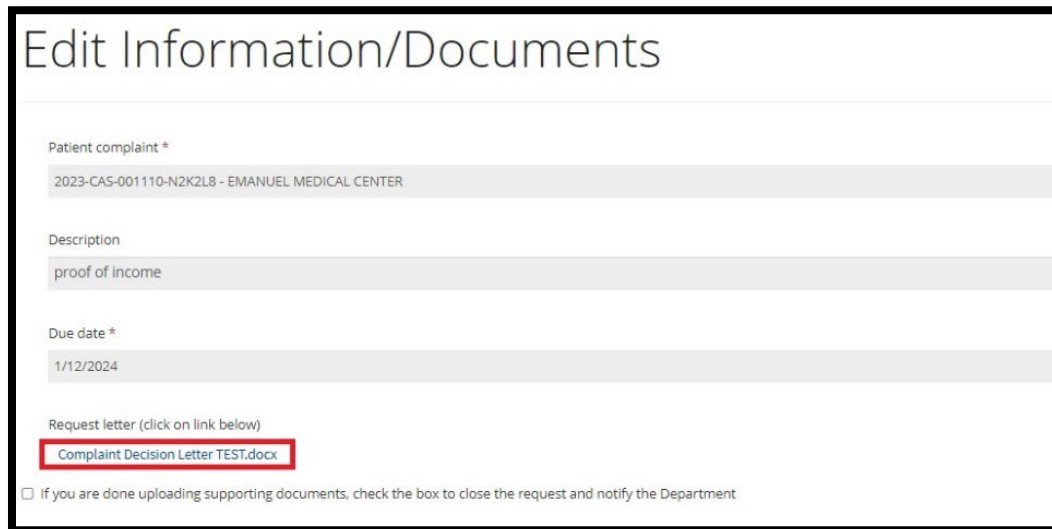 Edit Information/Documents
Patient complaint *
2023-CAS-001110-N2K2L8 - EMANUEL MEDICAL CENTER
Description
proof of income
Due date *
1/12/2024
Request letter (click on link below)
Complaint Decision Letter TEST.docx
If you are done uploading supporting documents, check the box to close the request and notify the Department